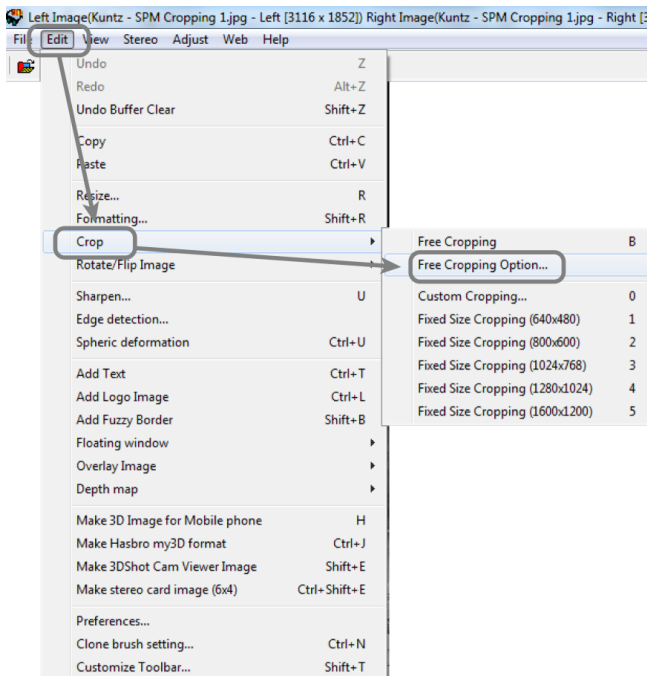 Left Image(Kuntz - SPM Cropping 1.jpg - Left [3116 x 1852]) Right Image(Kuntz - SPM Cropping 1.jpg - Right [3
File Edit View Stereo Adjust Web Help
Undo Z
Redo Alt+Z
Undo Buffer Clear Shift+Z
Copy Ctrl+C
Paste Ctrl+V
Resize... R
Formatting... Shift+R
Crop
Free Cropping B
Rotate/Flip Image
Free Cropping Option...
Sharpen... U
Custom Cropping... 0
Edge detection...
Fixed Size Cropping (640x480) 1
Spheric deformation Ctrl+U
Fixed Size Cropping (800x600) 2
Add Text Ctrl+T
Fixed Size Cropping (1024x768) 3
Add Logo Image Ctrl+L
Fixed Size Cropping (1280x1024) 4
Add Fuzzy Border Shift+B
Fixed Size Cropping (1600x1200) 5
Floating window
Overlay Image
Depth map
Make 3D Image for Mobile phone H
Make Hasbro my3D format Ctrl+J
Make 3DShot Cam Viewer Image Shift+E
Make stereo card image (6x4) Ctrl+Shift+E
Preferences...
Clone brush setting... Ctrl+N
Customize Toolbar... Shift+T